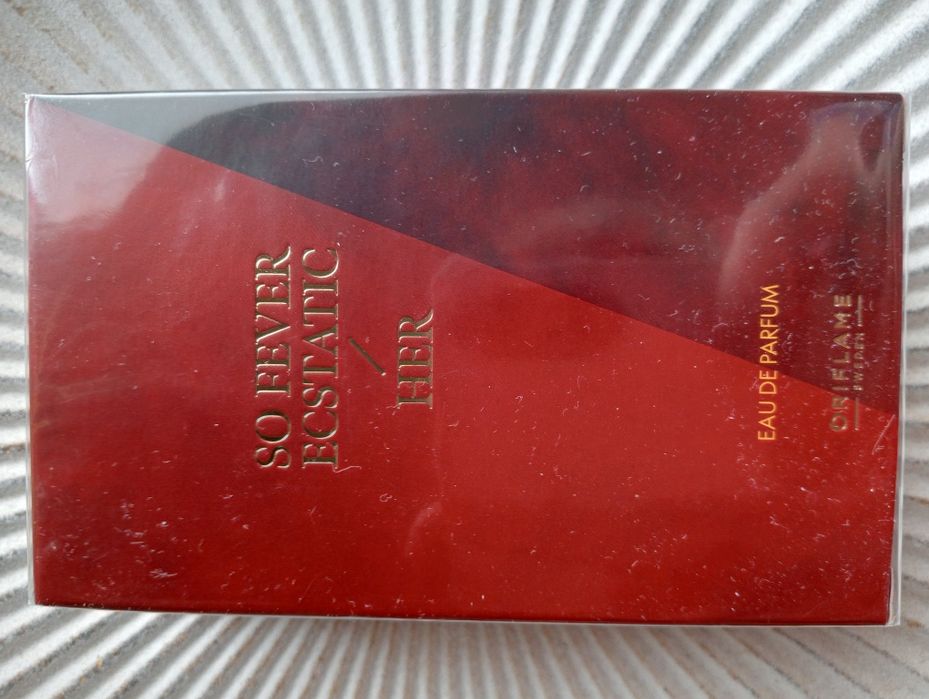 SO FEVER
ECSTATIC
/
HER
EAU DE PARFUM
ORIFLAME
SWEDEN